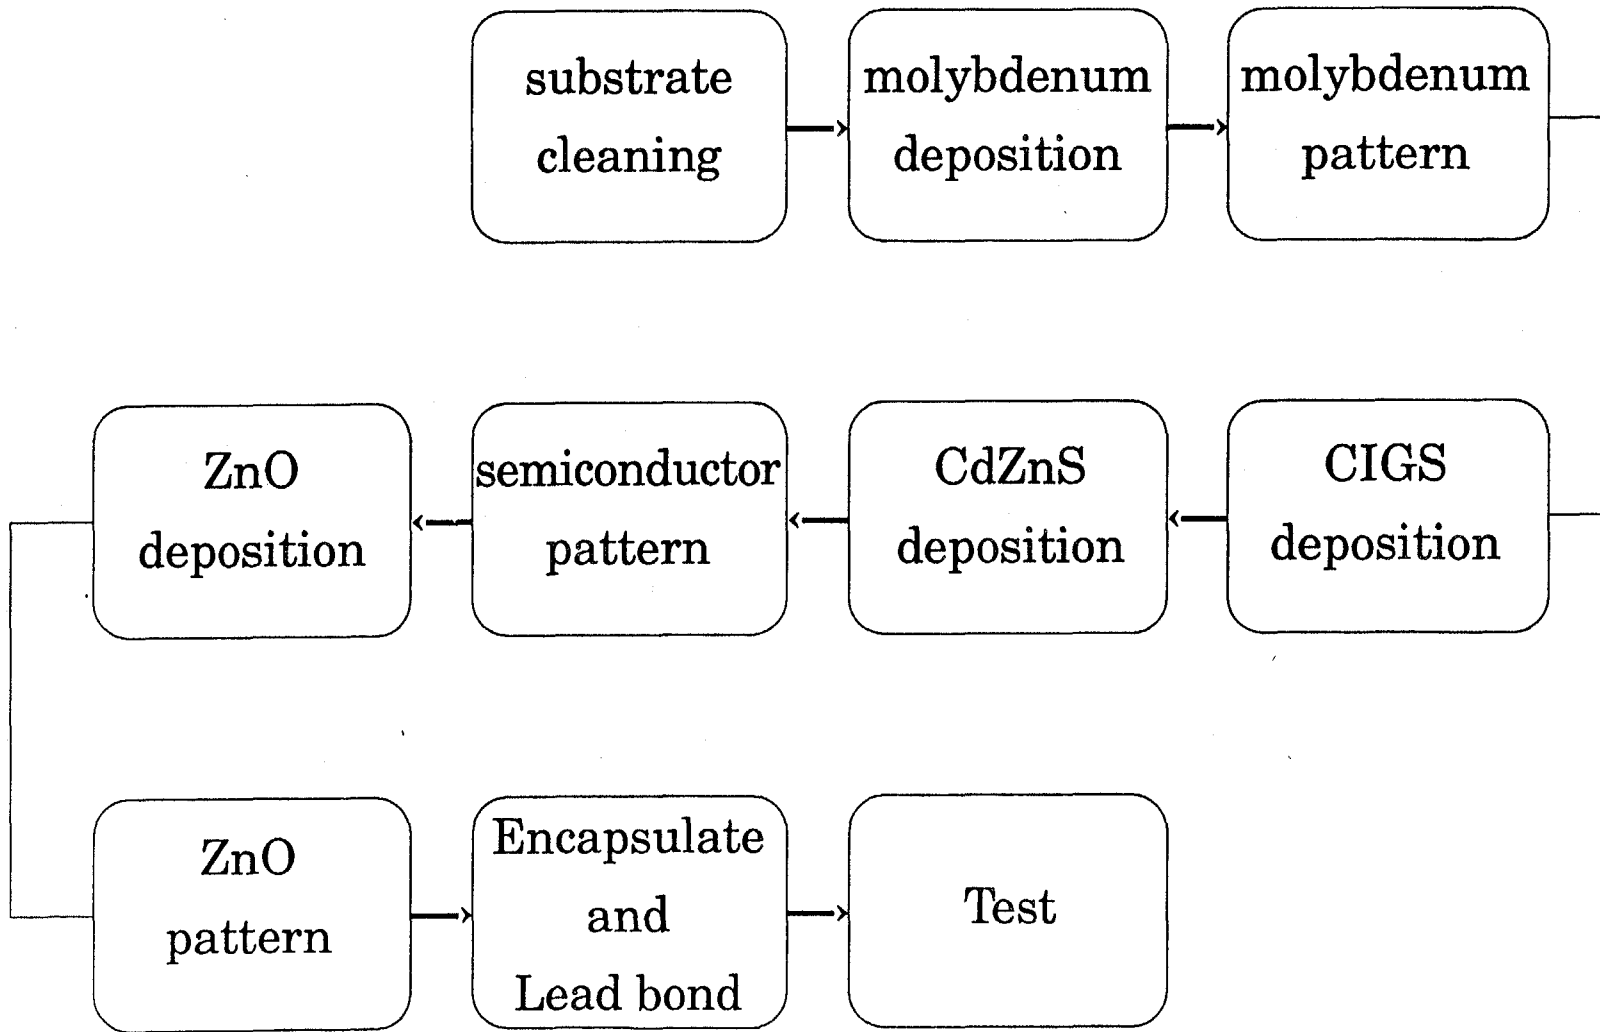 substrate
cleaning
molybdenum
deposition
molybdenum
pattern
CIGS
deposition
CdZnS
deposition
semiconductor
pattern
ZnO
deposition
ZnO
pattern
Encapsulate
and
Lead bond
Test